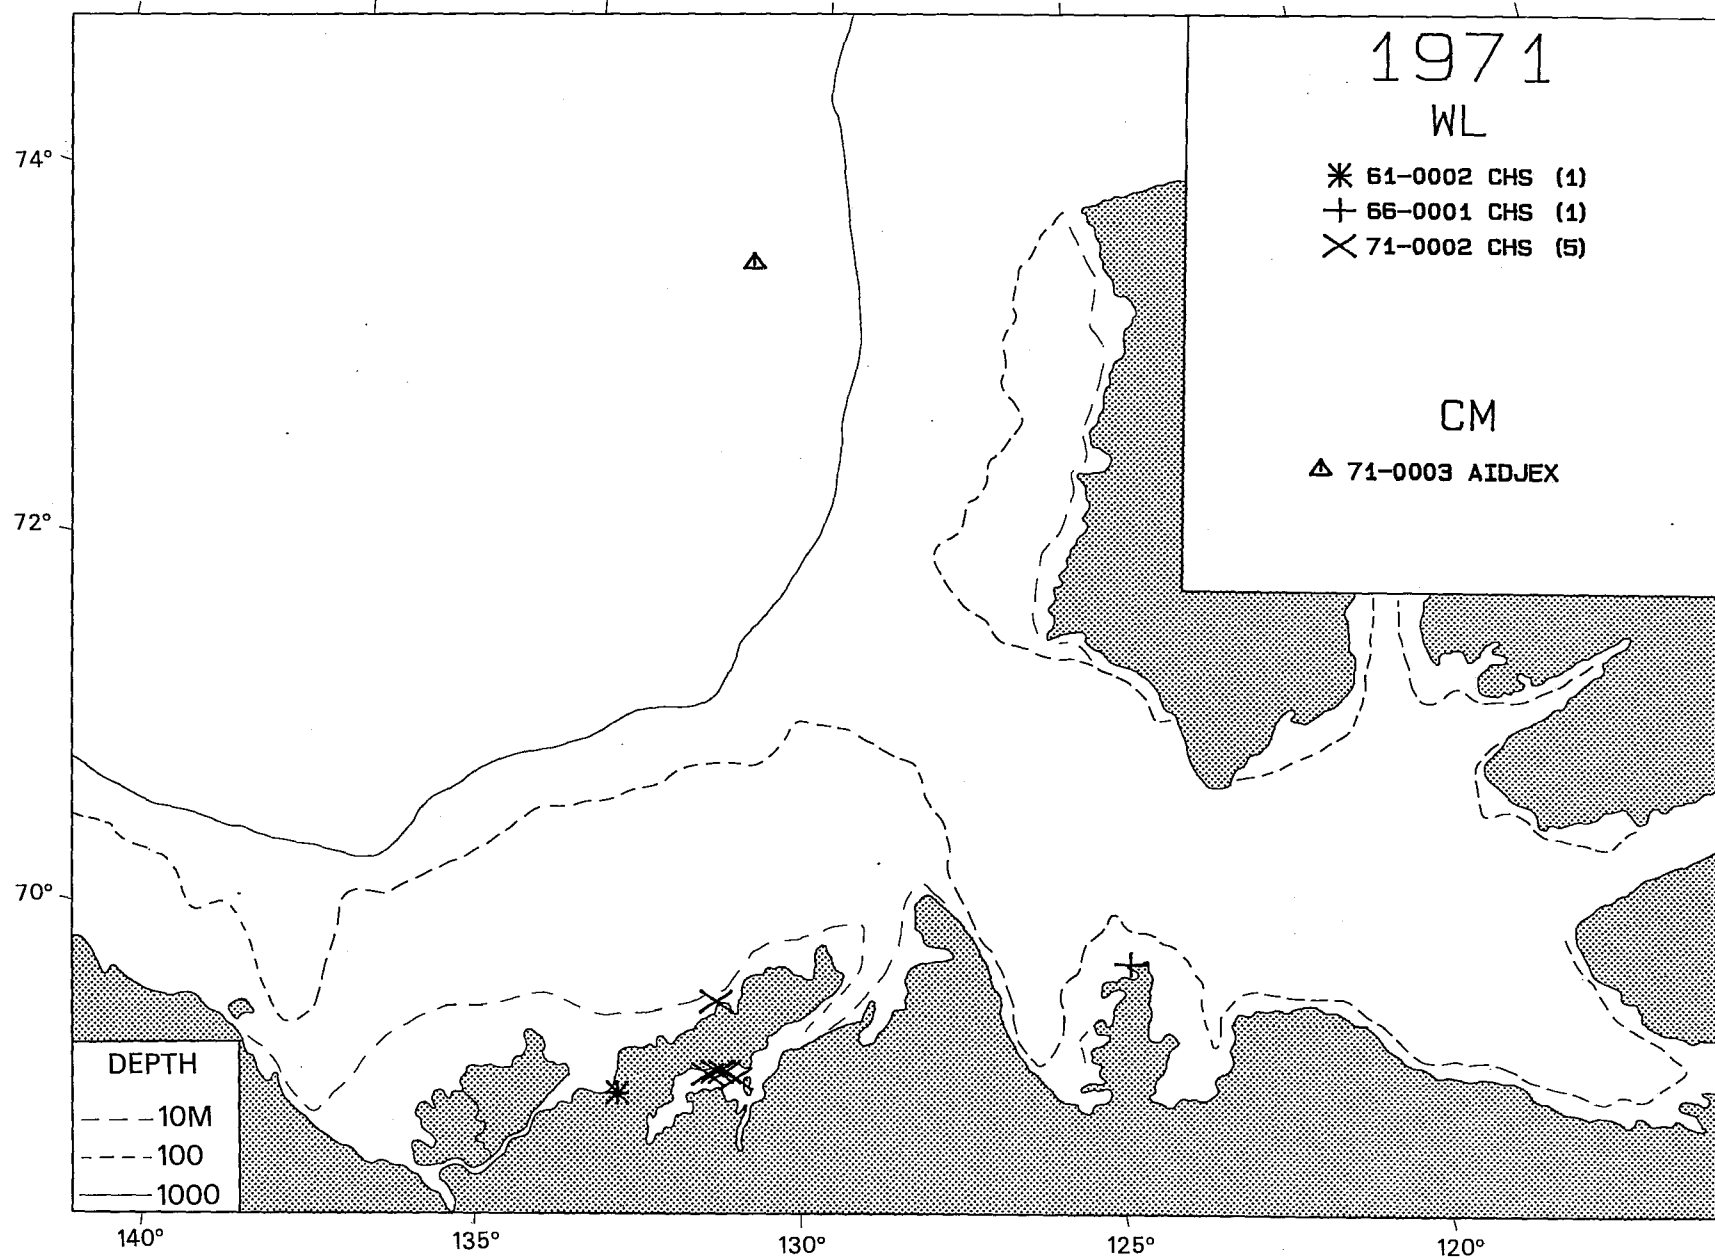 1971
WL
61-0002 CHS (1)
66-0001 CHS (1)
71-0002 CHS (5)
CM
71-0003 AIDJEX
74°
72°
70°
DEPTH
10M
100
1000
140°
135°
130°
125°
120°